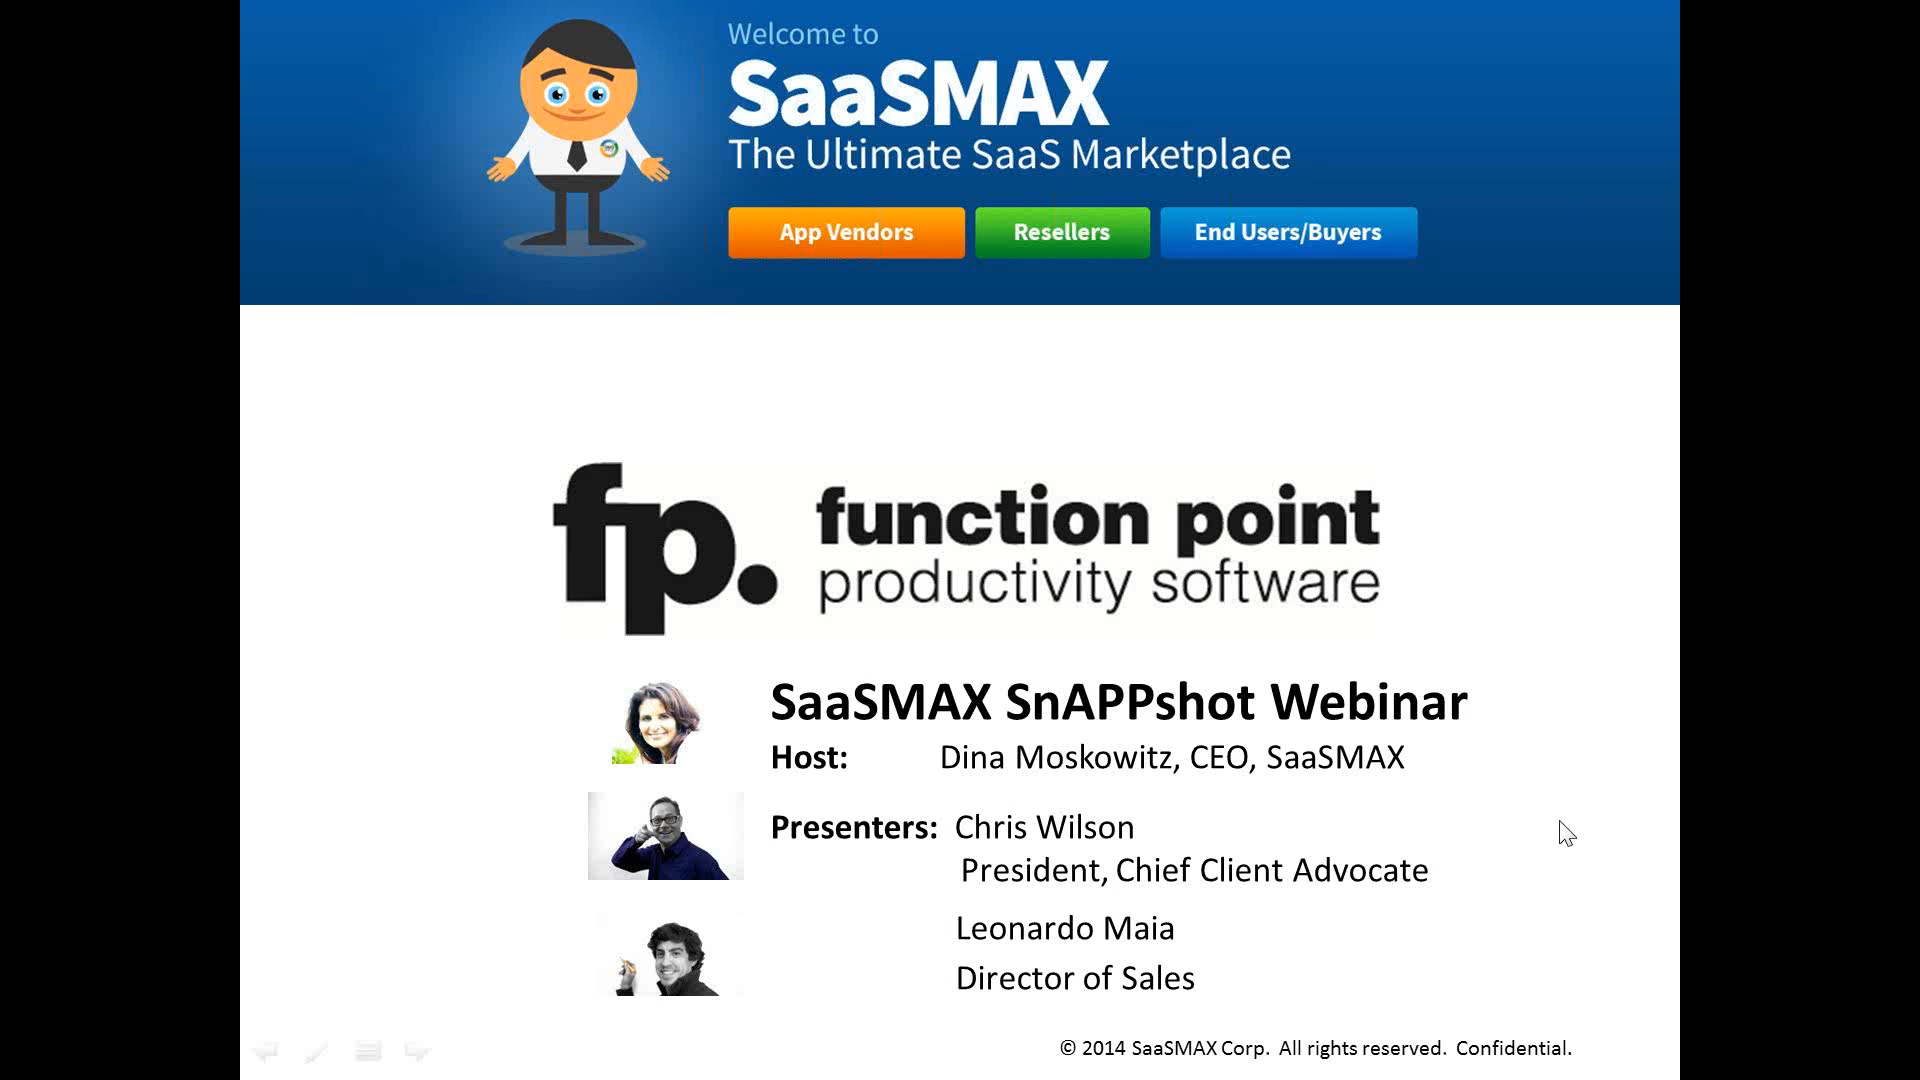 Welcome to
SaaSMAX
The Ultimate SaaS Marketplace
App Vendors
Resellers
End Users/Buyers
fp.
function point
productivity software
SaaSMAX SnAPPshot Webinar
Host: Dina Moskowitz, CEO, SaaSMAX
Presenters: Chris Wilson
President, Chief Client Advocate
Leonardo Maia
Director of Sales
© 2014 SaaSMAX Corp. All rights reserved. Confidential.